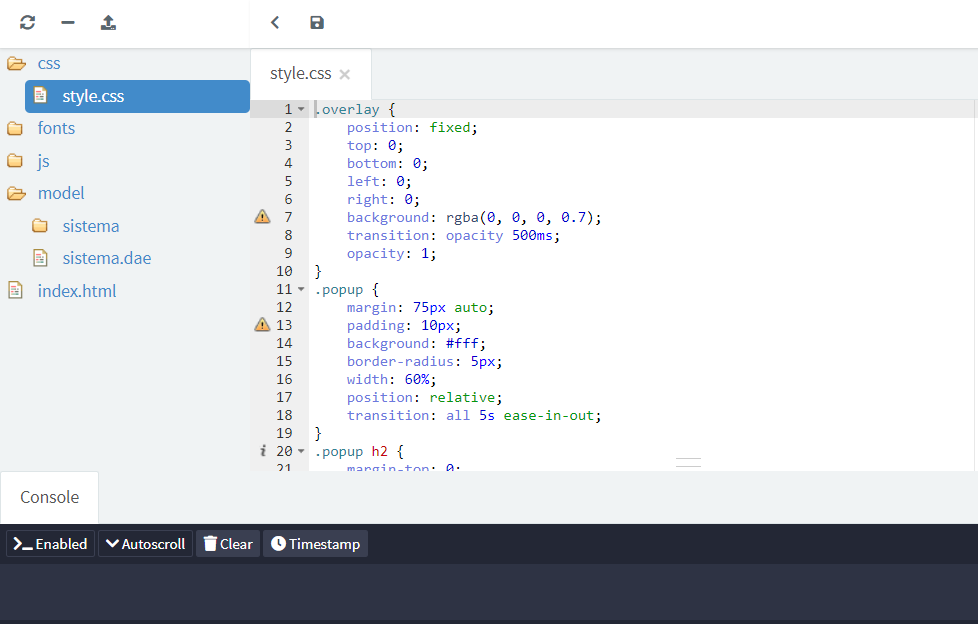 css
style.css
fonts
js
model
sistema
sistema.dae
index.html
style.css
1 .overlay {
2 position: fixed;
3 top: 0;
4 bottom: 0;
5 left: 0;
6 right: 0;
7 background: rgba(0, 0, 0, 0.7);
8 transition: opacity 500ms;
9 opacity: 1;
10 }
11 .popup {
12 margin: 75px auto;
13 padding: 10px;
14 background: #fff;
15 border-radius: 5px;
16 width: 60%;
17 position: relative;
18 transition: all 5s ease-in-out;
19 }
20 .popup h2 {
21 margin-top: 0;
Console
Enabled Autoscroll Clear Timestamp